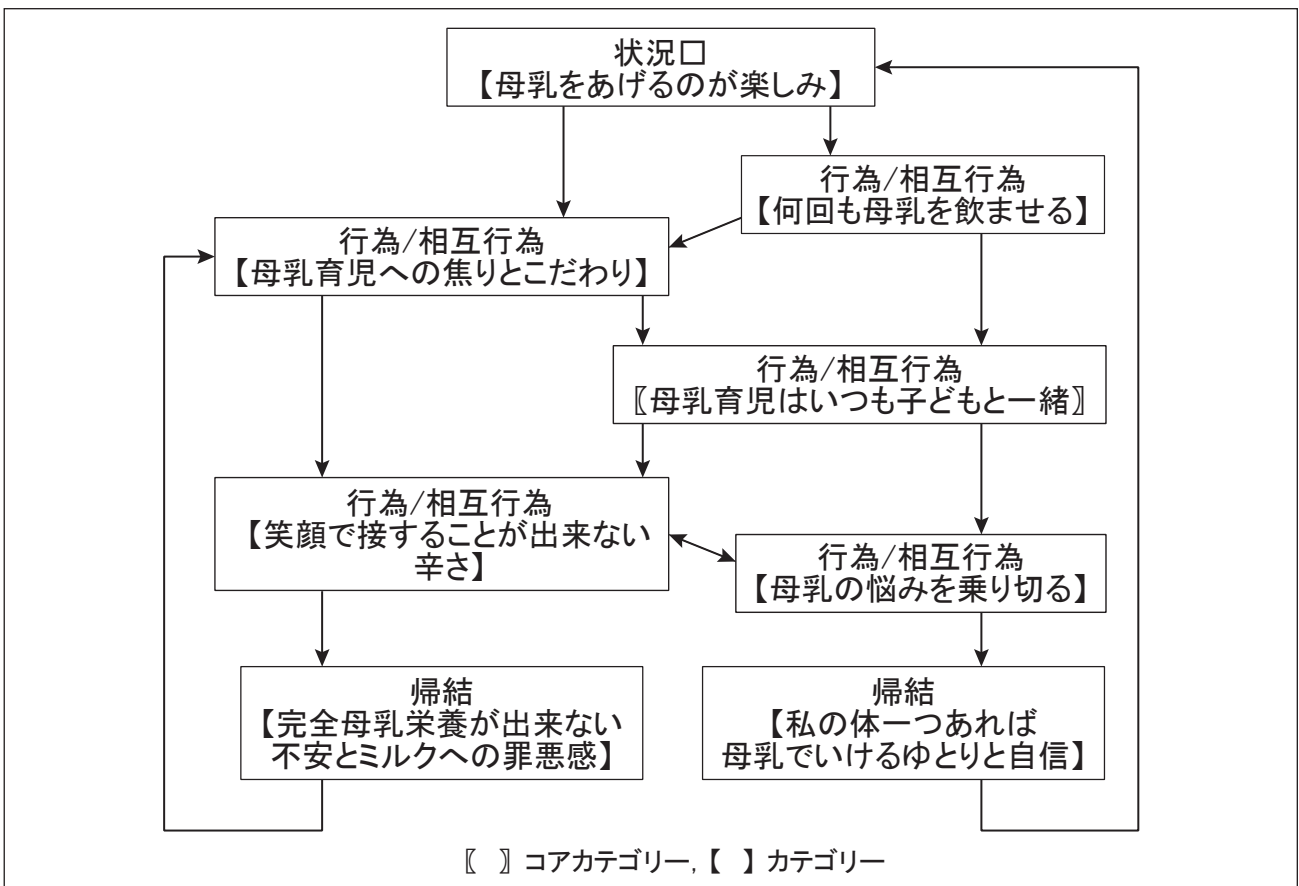 状況□
【母乳をあげるのが楽しみ】
行為/相互行為
【何回も母乳を飲ませる】
行為/相互行為
【母乳育児への焦りとこだわり】
行為/相互行為
〖母乳育児はいつも子どもと一緒〗
行為/相互行為
【笑顔で接することが出来ない
辛さ】
行為/相互行為
【母乳の悩みを乗り切る】
帰結
【完全母乳栄養が出来ない
不安とミルクへの罪悪感】
帰結
【私の体一つあれば
母乳でいけるゆとりと自信】
〖 〗コアカテゴリー,【 】カテゴリー